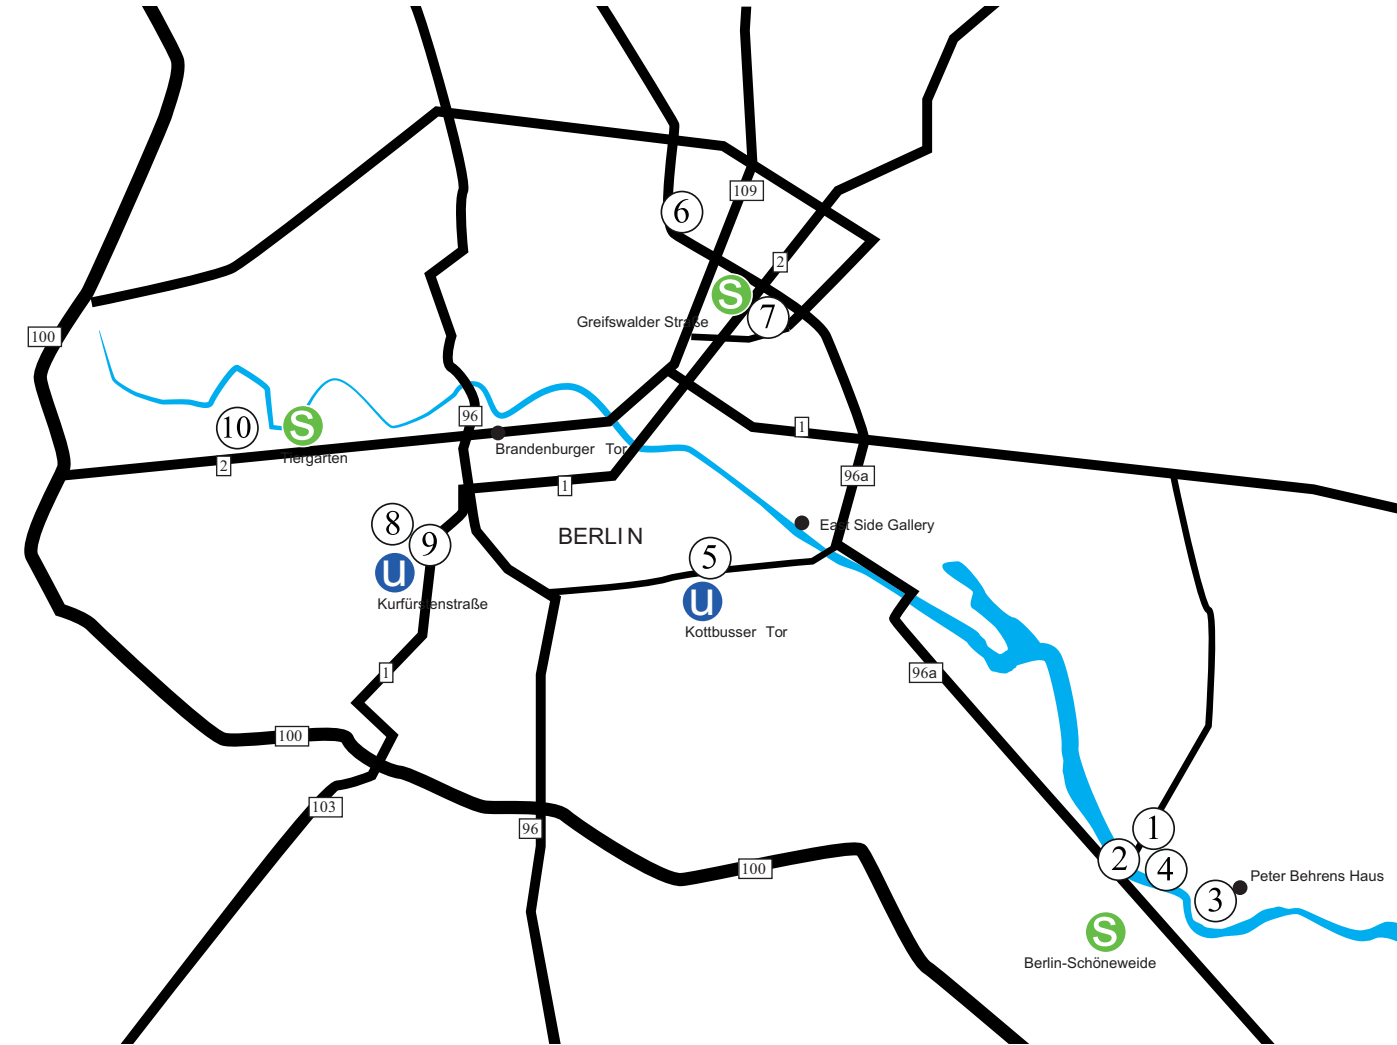 109
6
2
S
7
Greifswalder Straße
100
96
10
S
1
Brandenburger Tor
Tiergarten
2
96a
1
8
East Side Gallery
BERLIN
9
5
U
U
Kurfürstenstraße
Kottbusser Tor
1
96a
100
103
96
1
2
4
100
Peter Behrens Haus
3
S
Berlin-Schöneweide